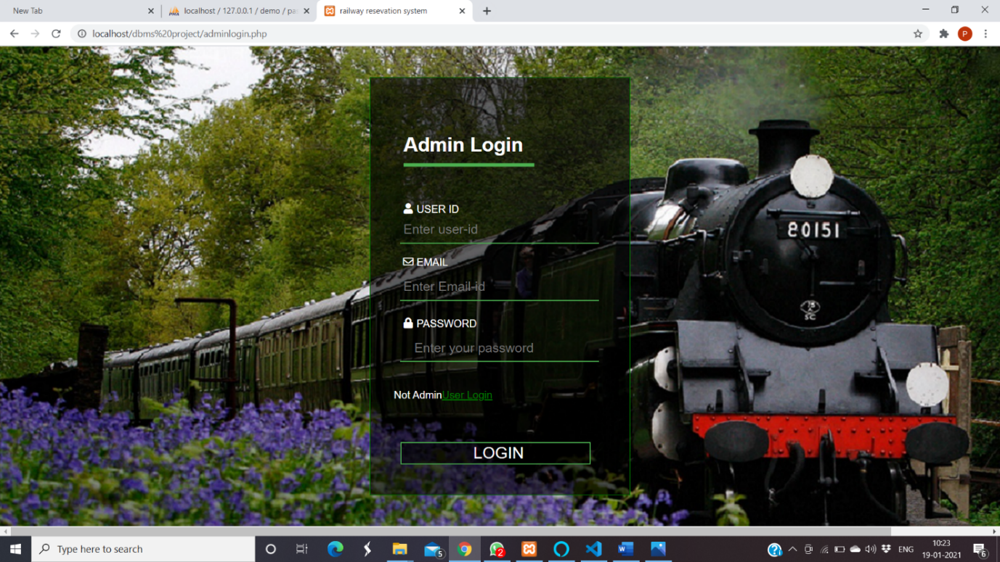 New Tab
localhost / 127.0.0.1 / demo / pas
railway resevation system
localhost/dbms%20project/adminlogin.php
P
Admin Login
80151
USER ID
Enter user-id
EMAIL
Enter Email-id
PASSWORD
Enter your password
Not AdminUser Login
LOGIN
SC
Type here to search
5
2
ENG
10:23
19-01-2021
6